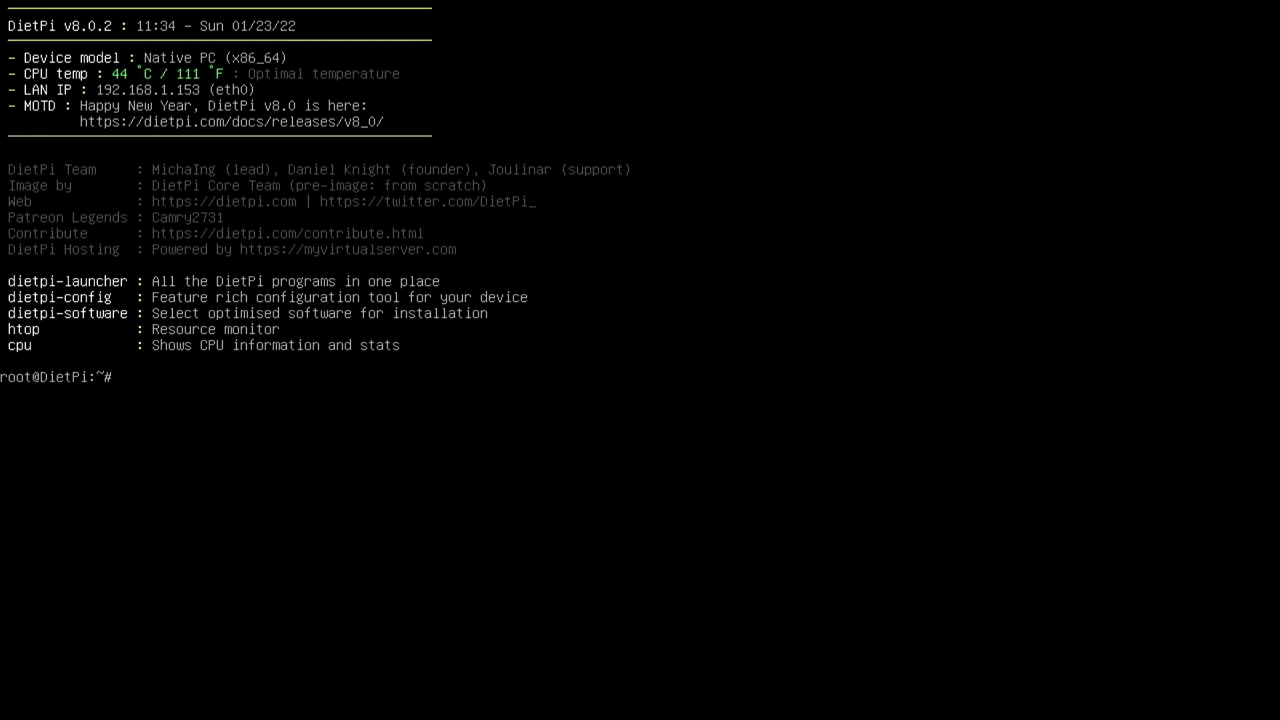 DietPi v8.0.2 : 11:34 - Sun 01/23/22
- Device model : Native PC (x86_64)
- CPU temp : 44 °C / 111 °F : Optimal temperature
- LAN IP : 192.168.1.153 (eth0)
- MOTD : Happy New Year, DietPi v8.0 is here:
https://dietpi.com/docs/releases/v8_0/
DietPi Team : MichaIng (lead), Daniel Knight (founder), Joulinar (support)
Image by : DietPi Core Team (pre-image: from scratch)
Web : https://dietpi.com | https://twitter.com/DietPi_
Patreon Legends : Camry2731
Contribute : https://dietpi.com/contribute.html
DietPi Hosting : Powered by https://myvirtualserver.com
dietpi-launcher : All the DietPi programs in one place
dietpi-config : Feature rich configuration tool for your device
dietpi-software : Select optimised software for installation
htop : Resource monitor
cpu : Shows CPU information and stats
root@DietPi:~#